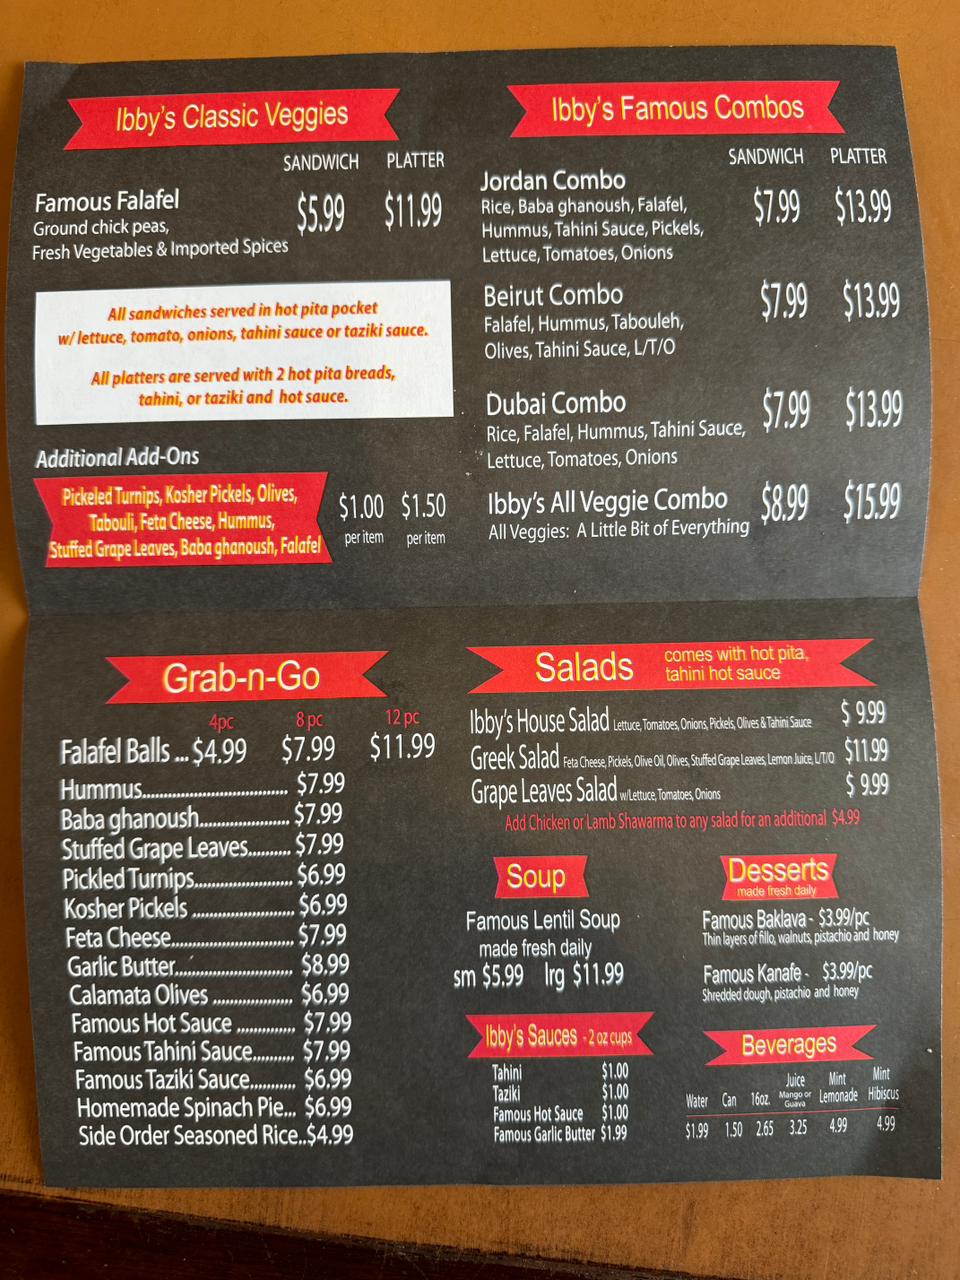 Ibby's Classic Veggies
SANDWICH PLATTER
Famous Falafel $5.99 $11.99
Ground chick peas,
Fresh Vegetables & Imported Spices
All sandwiches served in hot pita pocket
w/ lettuce, tomato, onions, tahini sauce or taziki sauce.
All platters are served with 2 hot pita breads,
tahini, or taziki and hot sauce.
Additional Add-Ons
Pickeled Turnips, Kosher Pickels, Olives,
Tabouli, Feta Cheese, Hummus,
Stuffed Grape Leaves, Baba ghanoush, Falafel
$1.00 $1.50
per item per item
Ibby's Famous Combos
SANDWICH PLATTER
Jordan Combo $7.99 $13.99
Rice, Baba ghanoush, Falafel,
Hummus, Tahini Sauce, Pickels,
Lettuce, Tomatoes, Onions
Beirut Combo $7.99 $13.99
Falafel, Hummus, Tabouleh,
Olives, Tahini Sauce, L/T/O
Dubai Combo $7.99 $13.99
Rice, Falafel, Hummus, Tahini Sauce,
Lettuce, Tomatoes, Onions
Ibby's All Veggie Combo $8.99 $15.99
All Veggies: A Little Bit of Everything
Grab-n-Go
4pc 8 pc 12 pc
Falafel Balls ... $4.99 $7.99 $11.99
Hummus................................ $7.99
Baba ghanoush.................... $7.99
Stuffed Grape Leaves......... $7.99
Pickled Turnips...................... $6.99
Kosher Pickels ....................... $6.99
Feta Cheese........................... $7.99
Garlic Butter.......................... $8.99
Calamata Olives .................. $6.99
Famous Hot Sauce ............. $7.99
Famous Tahini Sauce......... $7.99
Famous Taziki Sauce.......... $6.99
Homemade Spinach Pie... $6.99
Side Order Seasoned Rice..$4.99
Salads comes with hot pita,
tahini hot sauce
Ibby's House Salad Lettuce, Tomatoes, Onions, Pickels, Olives & Tahini Sauce $ 9.99
Greek Salad Feta Cheese, Pickels, Olive Oil, Olives, Stuffed Grape Leaves, Lemon Juice, L/T/O $11.99
Grape Leaves Salad w/Lettuce, Tomatoes, Onions $ 9.99
Add Chicken or Lamb Shawarma to any salad for an additional $4.99
Soup
Famous Lentil Soup
made fresh daily
sm $5.99 lrg $11.99
Desserts
made fresh daily
Famous Baklava - $3.99/pc
Thin layers of fillo, walnuts, pistachio and honey
Famous Kanafe - $3.99/pc
Shredded dough, pistachio and honey
Ibby's Sauces - 2 oz cups
Tahini $1.00
Taziki $1.00
Famous Hot Sauce $1.00
Famous Garlic Butter $1.99
Beverages
Water Can 16oz. Juice Mango or Guava Mint Lemonade Mint Hibiscus
$1.99 1.50 2.65 3.25 4.99 4.99